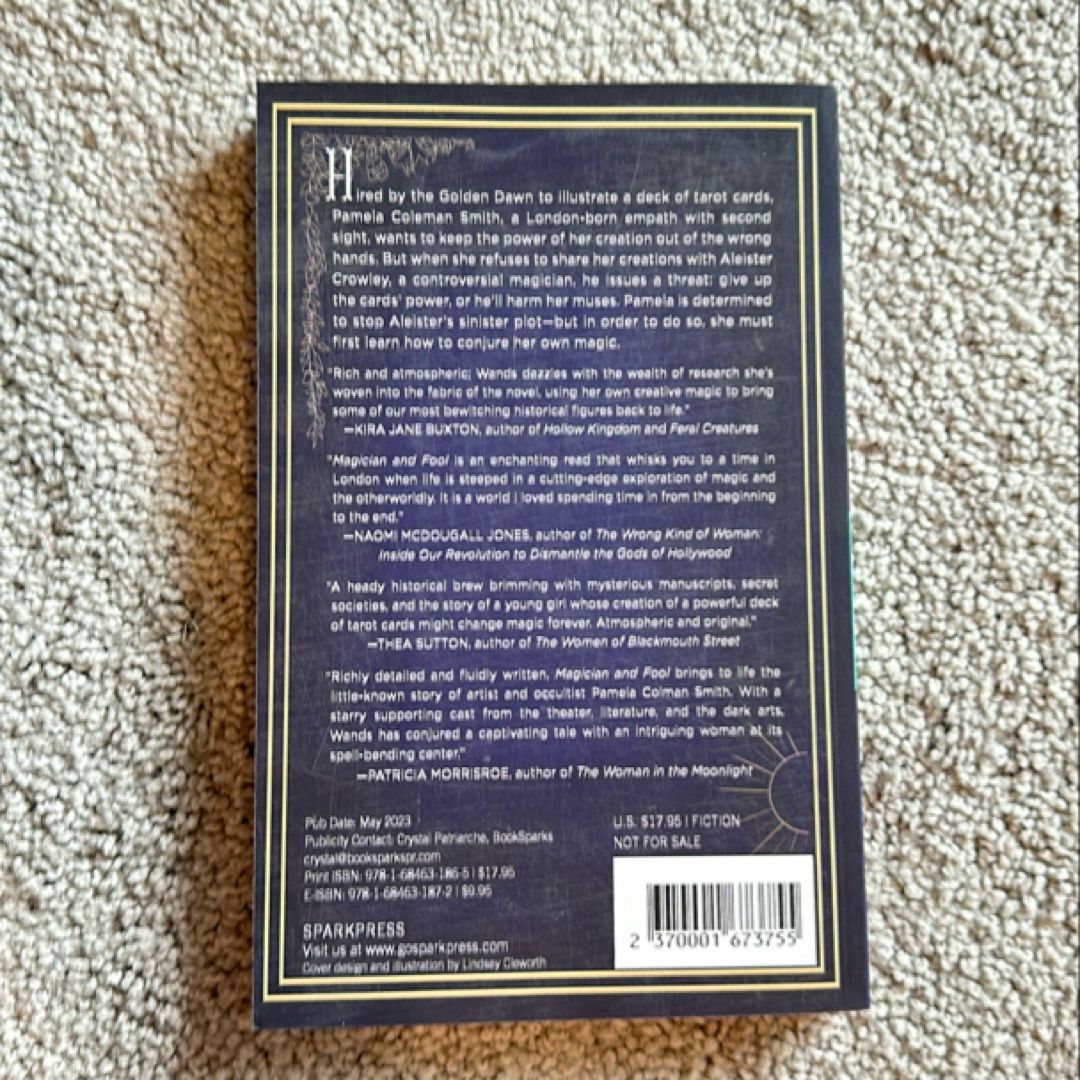 Hired by the Golden Dawn to illustrate a deck of tarot cards,
Pamela Coleman Smith, a London-born empath with second
sight, wants to keep the power of her creation out of the wrong
hands. But when she refuses to share her creations with Aleister
Crowley, a controversial magician, he issues a threat: give up
the cards' power, or he'll harm her muses. Pamela is determined
to stop Aleister's sinister plot—but in order to do so, she must
first learn how to conjure her own magic.
"Rich and atmospheric; Wands dazzles with the wealth of research she's
woven into the fabric of the novel, using her own creative magic to bring
some of our most bewitching historical figures back to life."
—KIRA JANE BUXTON, author of Hollow Kingdom and Feral Creatures
"Magician and Fool is an enchanting read that whisks you to a time in
London when life is steeped in a cutting-edge exploration of magic and
the otherworldly. It is a world I loved spending time in from the beginning
to the end."
—NAOMI MCDOUGALL JONES, author of The Wrong Kind of Woman:
Inside Our Revolution to Dismantle the Gods of Hollywood
"A heady historical brew brimming with mysterious manuscripts, secret
societies, and the story of a young girl whose creation of a powerful deck
of tarot cards might change magic forever. Atmospheric and original."
—THEA SUTTON, author of The Women of Blackmouth Street
"Richly detailed and fluidly written, Magician and Fool brings to life the
little-known story of artist and occultist Pamela Colman Smith. With a
starry supporting cast from the theater, literature, and the dark arts,
Wands has conjured a captivating tale with an intriguing woman at its
spell-bending center."
—PATRICIA MORRISROE, author of The Woman in the Moonlight
Pub Date: May 2023
Publicity Contact: Crystal Patriarche, BookSparks
crystal@booksparkspr.com
Print ISBN: 978-1-68463-186-5 | $17.95
E-ISBN: 978-1-68463-187-2 | $9.95
SPARKPRESS
Visit us at www.gosparkpress.com
Cover design and illustration by Lindsey Cleworth
U.S. $17.95 | FICTION
NOT FOR SALE
2 370001 673755